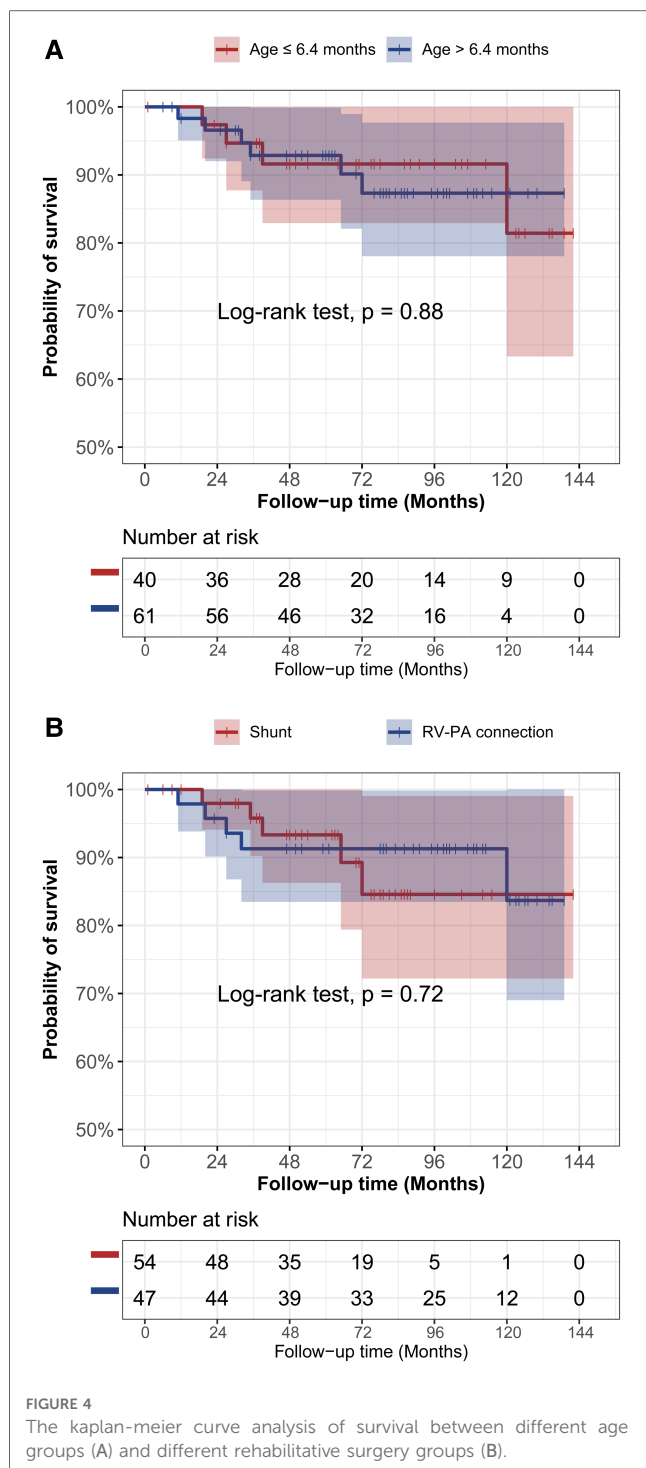 A
Age ≤ 6.4 months Age > 6.4 months
Probability of survival
100%
90%
80%
70%
60%
50%
Log-rank test, p = 0.88
0 24 48 72 96 120 144
Follow−up time (Months)
Number at risk
40 36 28 20 14 9 0
61 56 46 32 16 4 0
0 24 48 72 96 120 144
Follow−up time (Months)
B
Shunt RV-PA connection
Probability of survival
100%
90%
80%
70%
60%
50%
Log-rank test, p = 0.72
0 24 48 72 96 120 144
Follow−up time (Months)
Number at risk
54 48 35 19 5 1 0
47 44 39 33 25 12 0
0 24 48 72 96 120 144
Follow−up time (Months)
FIGURE 4
The kaplan-meier curve analysis of survival between different age
groups (A) and different rehabilitative surgery groups (B).